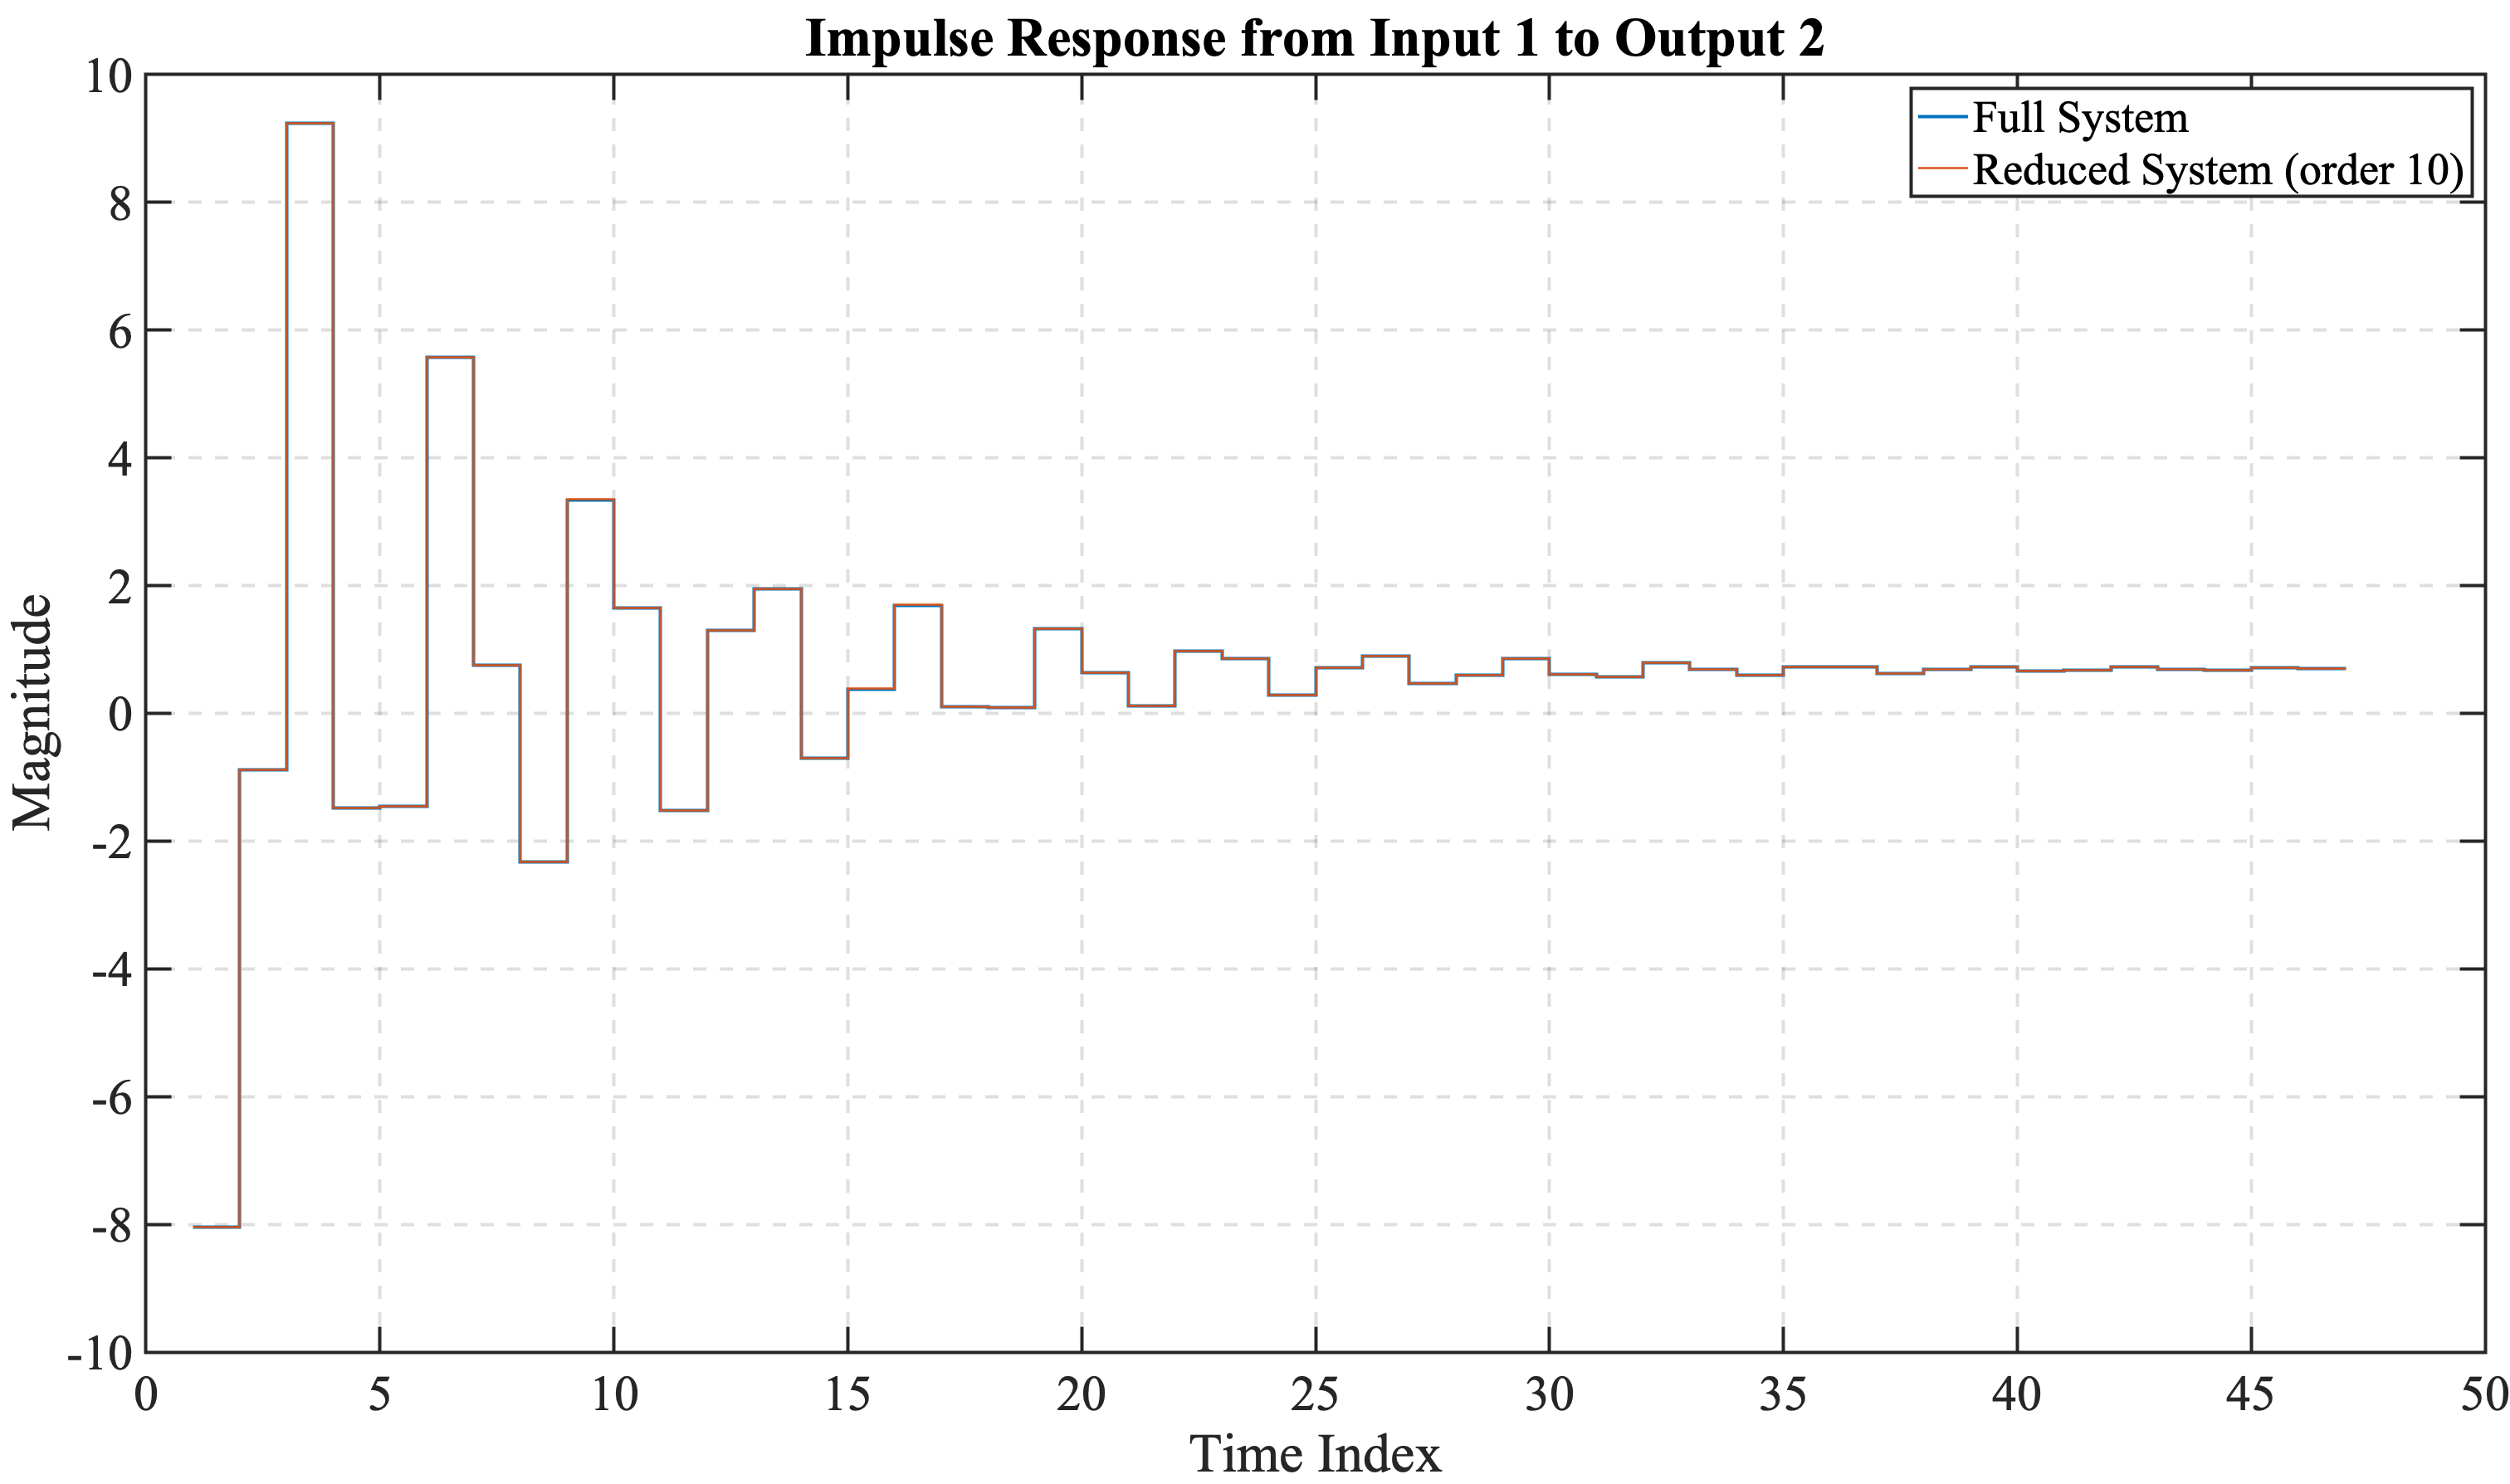 Impulse Response from Input 1 to Output 2
10
8
6
4
2
0
-2
-4
-6
-8
-10
Magnitude
Full System
Reduced System (order 10)
0 5 10 15 20 25 30 35 40 45 50
Time Index